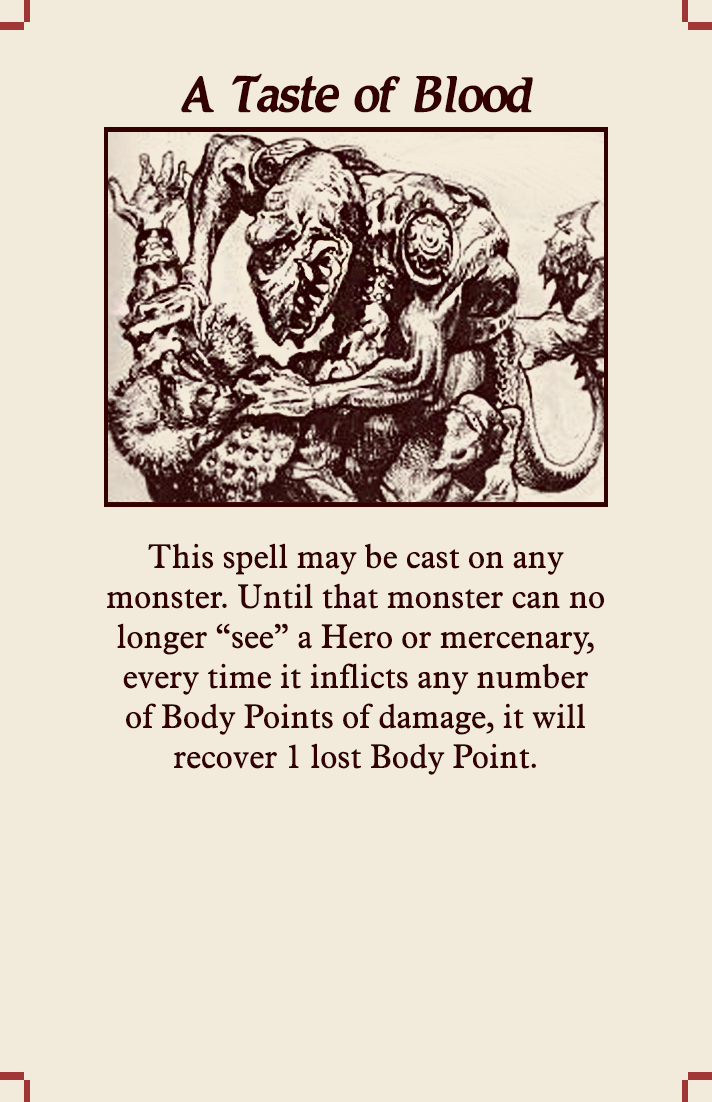 A Taste of Blood
This spell may be cast on any
monster. Until that monster can no
longer “see” a Hero or mercenary,
every time it inflicts any number
of Body Points of damage, it will
recover 1 lost Body Point.